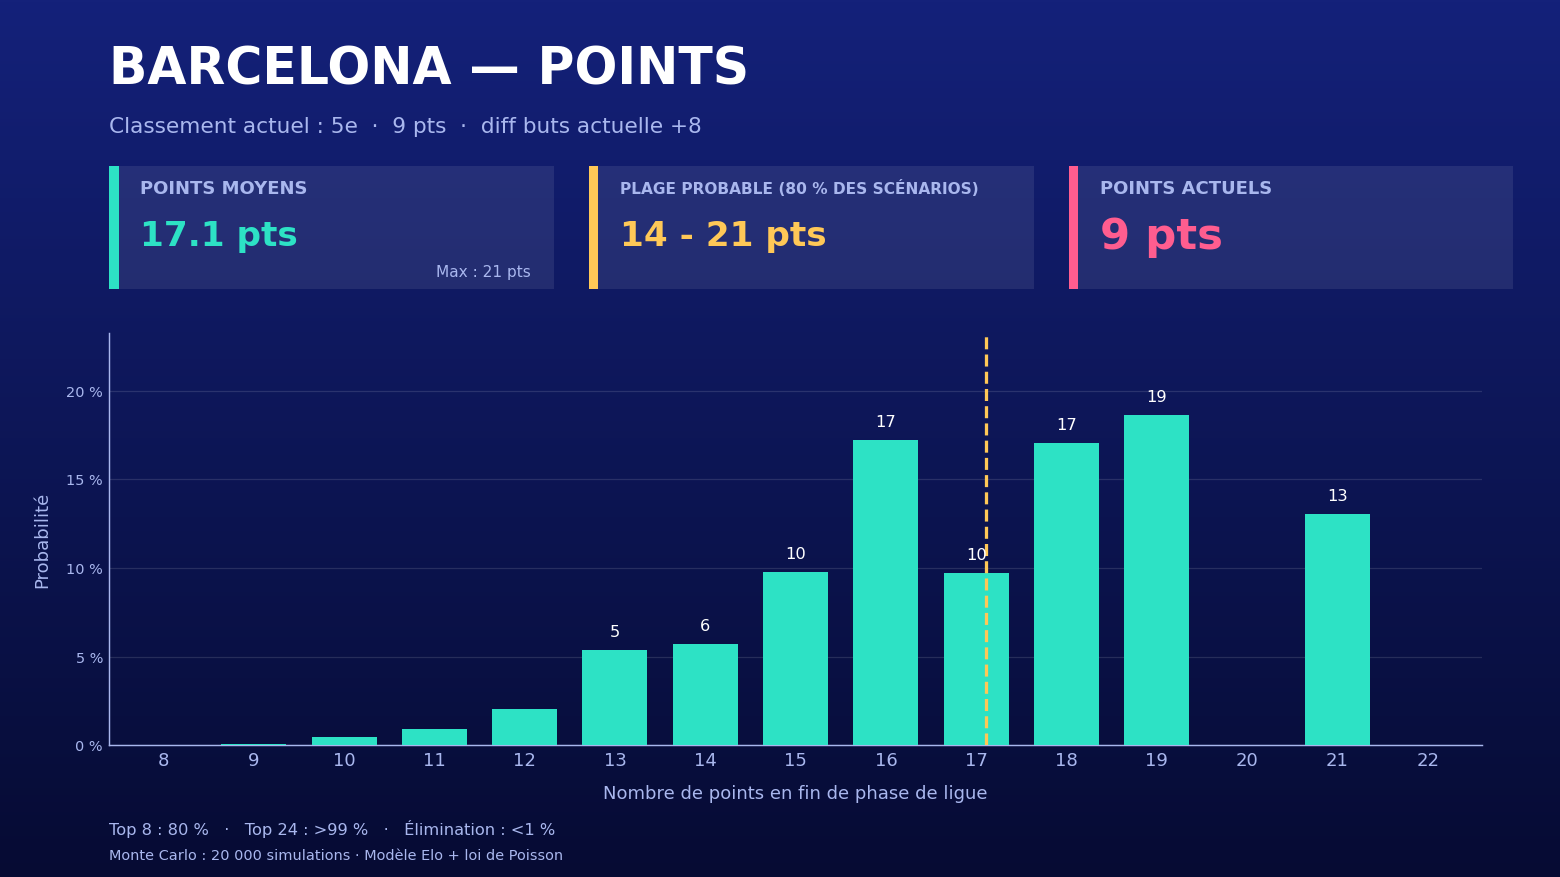 BARCELONA — POINTS
Classement actuel : 5e · 9 pts · diff buts actuelle +8
POINTS MOYENS
17.1 pts
Max : 21 pts
PLAGE PROBABLE (80 % DES SCÉNARIOS)
14 - 21 pts
POINTS ACTUELS
9 pts
Probabilité
20 %
15 %
10 %
5 %
0 %
5
6
10
17
10
17
19
13
8 9 10 11 12 13 14 15 16 17 18 19 20 21 22
Nombre de points en fin de phase de ligue
Top 8 : 80 % · Top 24 : >99 % · Élimination : <1 %
Monte Carlo : 20 000 simulations · Modèle Elo + loi de Poisson